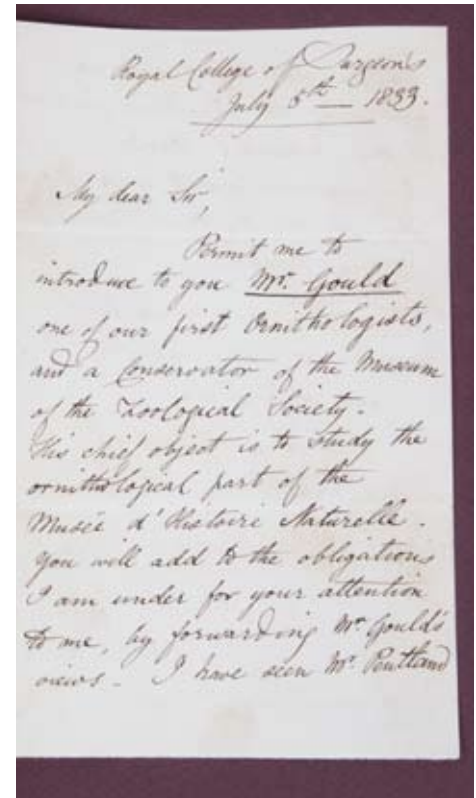 Royal College of Surgeons
July 5th — 1833.
My dear Sir,
Permit me to
introduce to you Mr. Gould
one of our first Ornithologists,
and a Conservator of the Museum
of the Zoological Society.
His chief object is to study the
ornithological part of the
Musée d'Histoire Naturelle.
You will add to the obligations
I am under for your attention
to me, by forwarding Mr. Gould's
views. I have seen Mr. Pentland